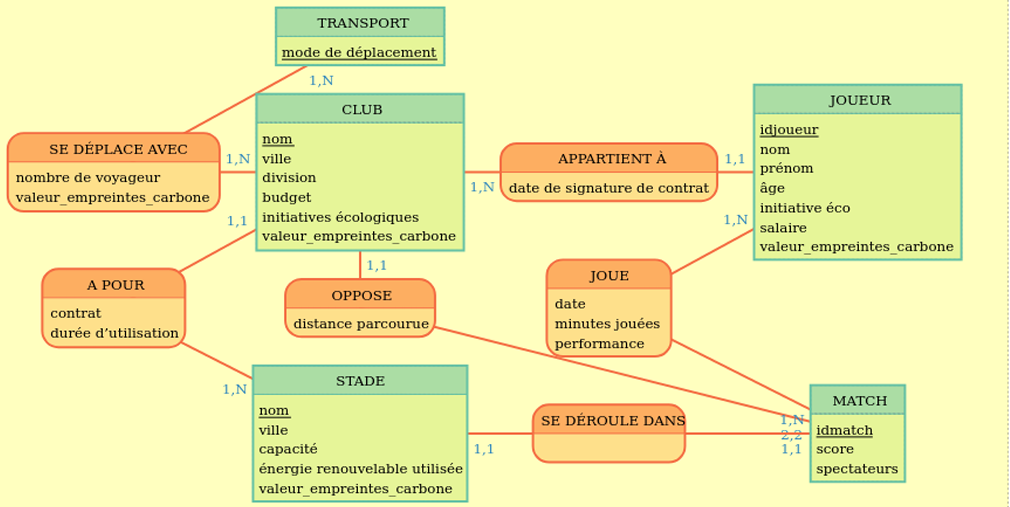 TRANSPORT
mode de déplacement
1,N
SE DÉPLACE AVEC
nombre de voyageur
valeur_empreintes_carbone
1,N
CLUB
nom
ville
division
budget
initiatives écologiques
valeur_empreintes_carbone
1,N
APPARTIENT À
date de signature de contrat
1,1
JOUEUR
idjoueur
nom
prénom
âge
initiative éco
salaire
valeur_empreintes_carbone
1,1
A POUR
contrat
durée d’utilisation
1,N
1,1
OPPOSE
distance parcourue
1,N
JOUE
date
minutes jouées
performance
STADE
nom
ville
capacité
énergie renouvelable utilisée
valeur_empreintes_carbone
1,1
SE DÉROULE DANS
1,N
2,2
1,1
MATCH
idmatch
score
spectateurs